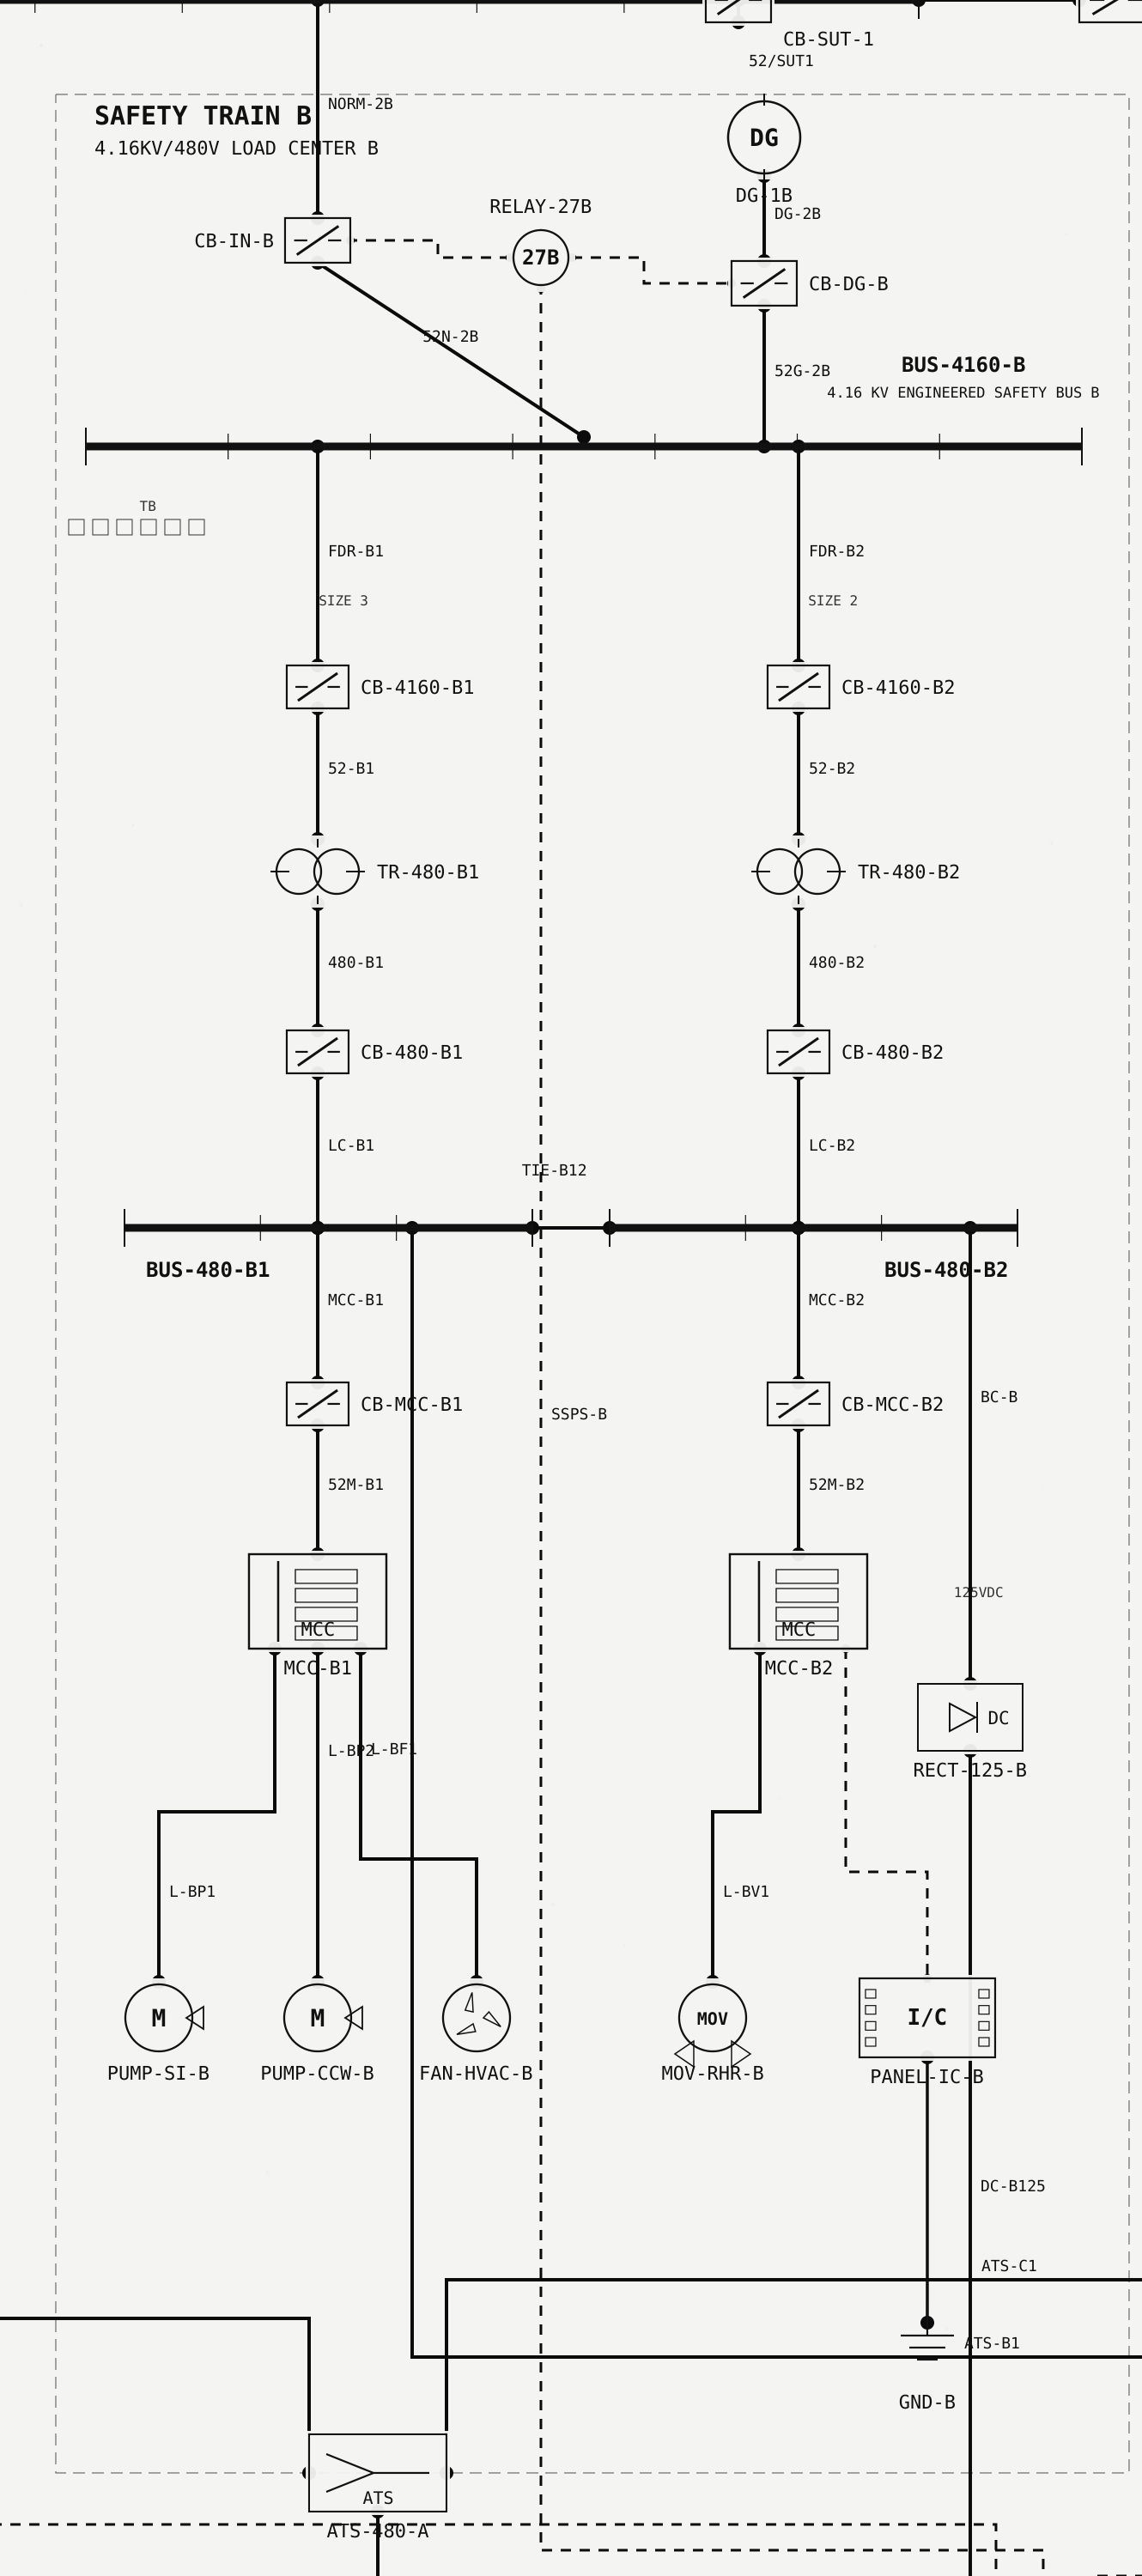 CB-SUT-1
52/SUT1
NORM-2B
SAFETY TRAIN B
4.16KV/480V LOAD CENTER B
DG
DG-1B
DG-2B
RELAY-27B
CB-IN-B
27B
CB-DG-B
52N-2B
52G-2B
BUS-4160-B
4.16 KV ENGINEERED SAFETY BUS B
TB
FDR-B1
FDR-B2
SIZE 3
SIZE 2
CB-4160-B1
CB-4160-B2
52-B1
52-B2
TR-480-B1
TR-480-B2
480-B1
480-B2
CB-480-B1
CB-480-B2
LC-B1
LC-B2
TIE-B12
BUS-480-B1
BUS-480-B2
MCC-B1
MCC-B2
CB-MCC-B1
CB-MCC-B2
BC-B
SSPS-B
52M-B1
52M-B2
125VDC
MCC
MCC
MCC-B1
MCC-B2
DC
RECT-125-B
L-BP2
L-BF1
L-BP1
L-BV1
M
M
MOV
I/C
PUMP-SI-B
PUMP-CCW-B
FAN-HVAC-B
MOV-RHR-B
PANEL-IC-B
DC-B125
ATS-C1
ATS-B1
GND-B
ATS
ATS-480-A